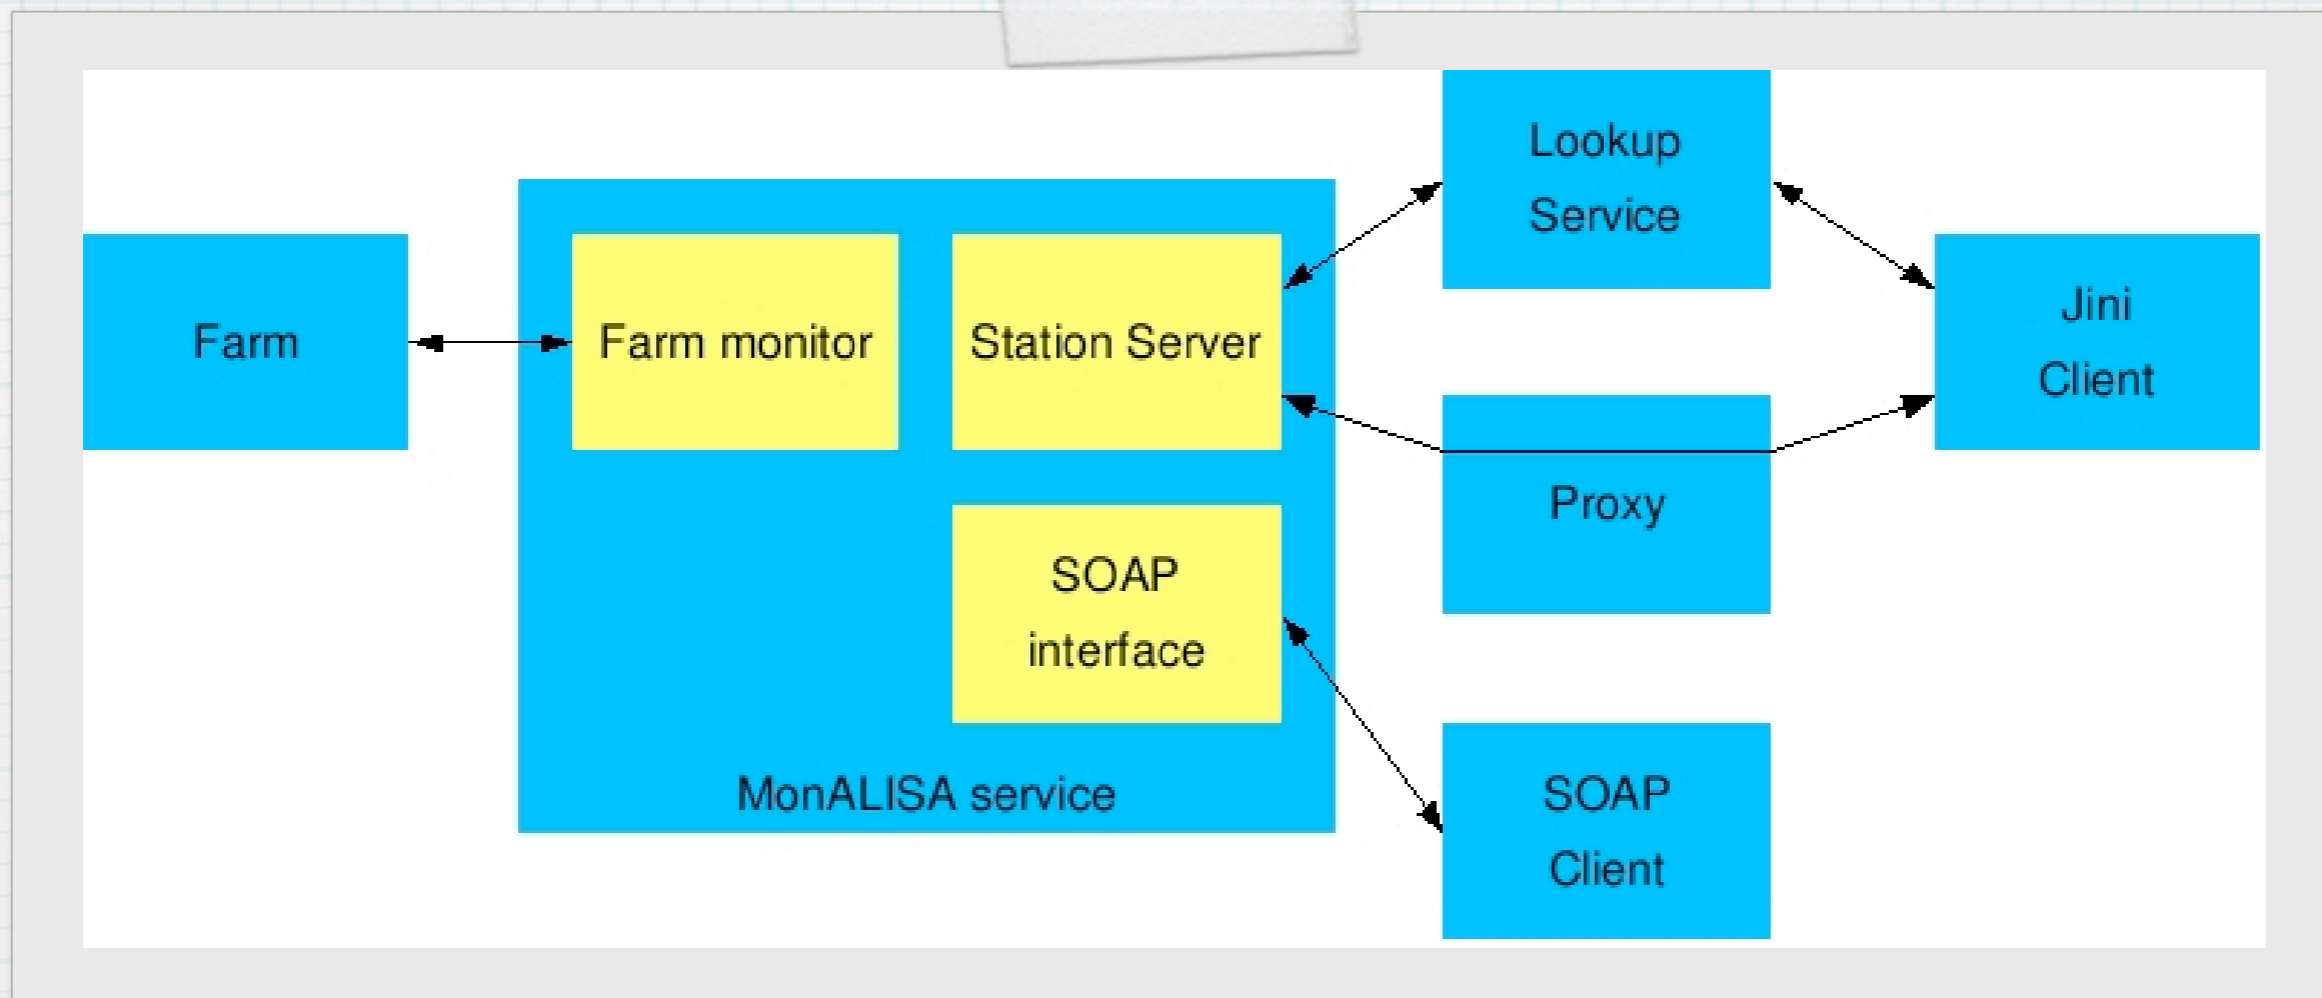 Lookup
Service
Farm
Farm monitor
Station Server
Jini
Client
Proxy
SOAP
interface
MonALISA service
SOAP
Client